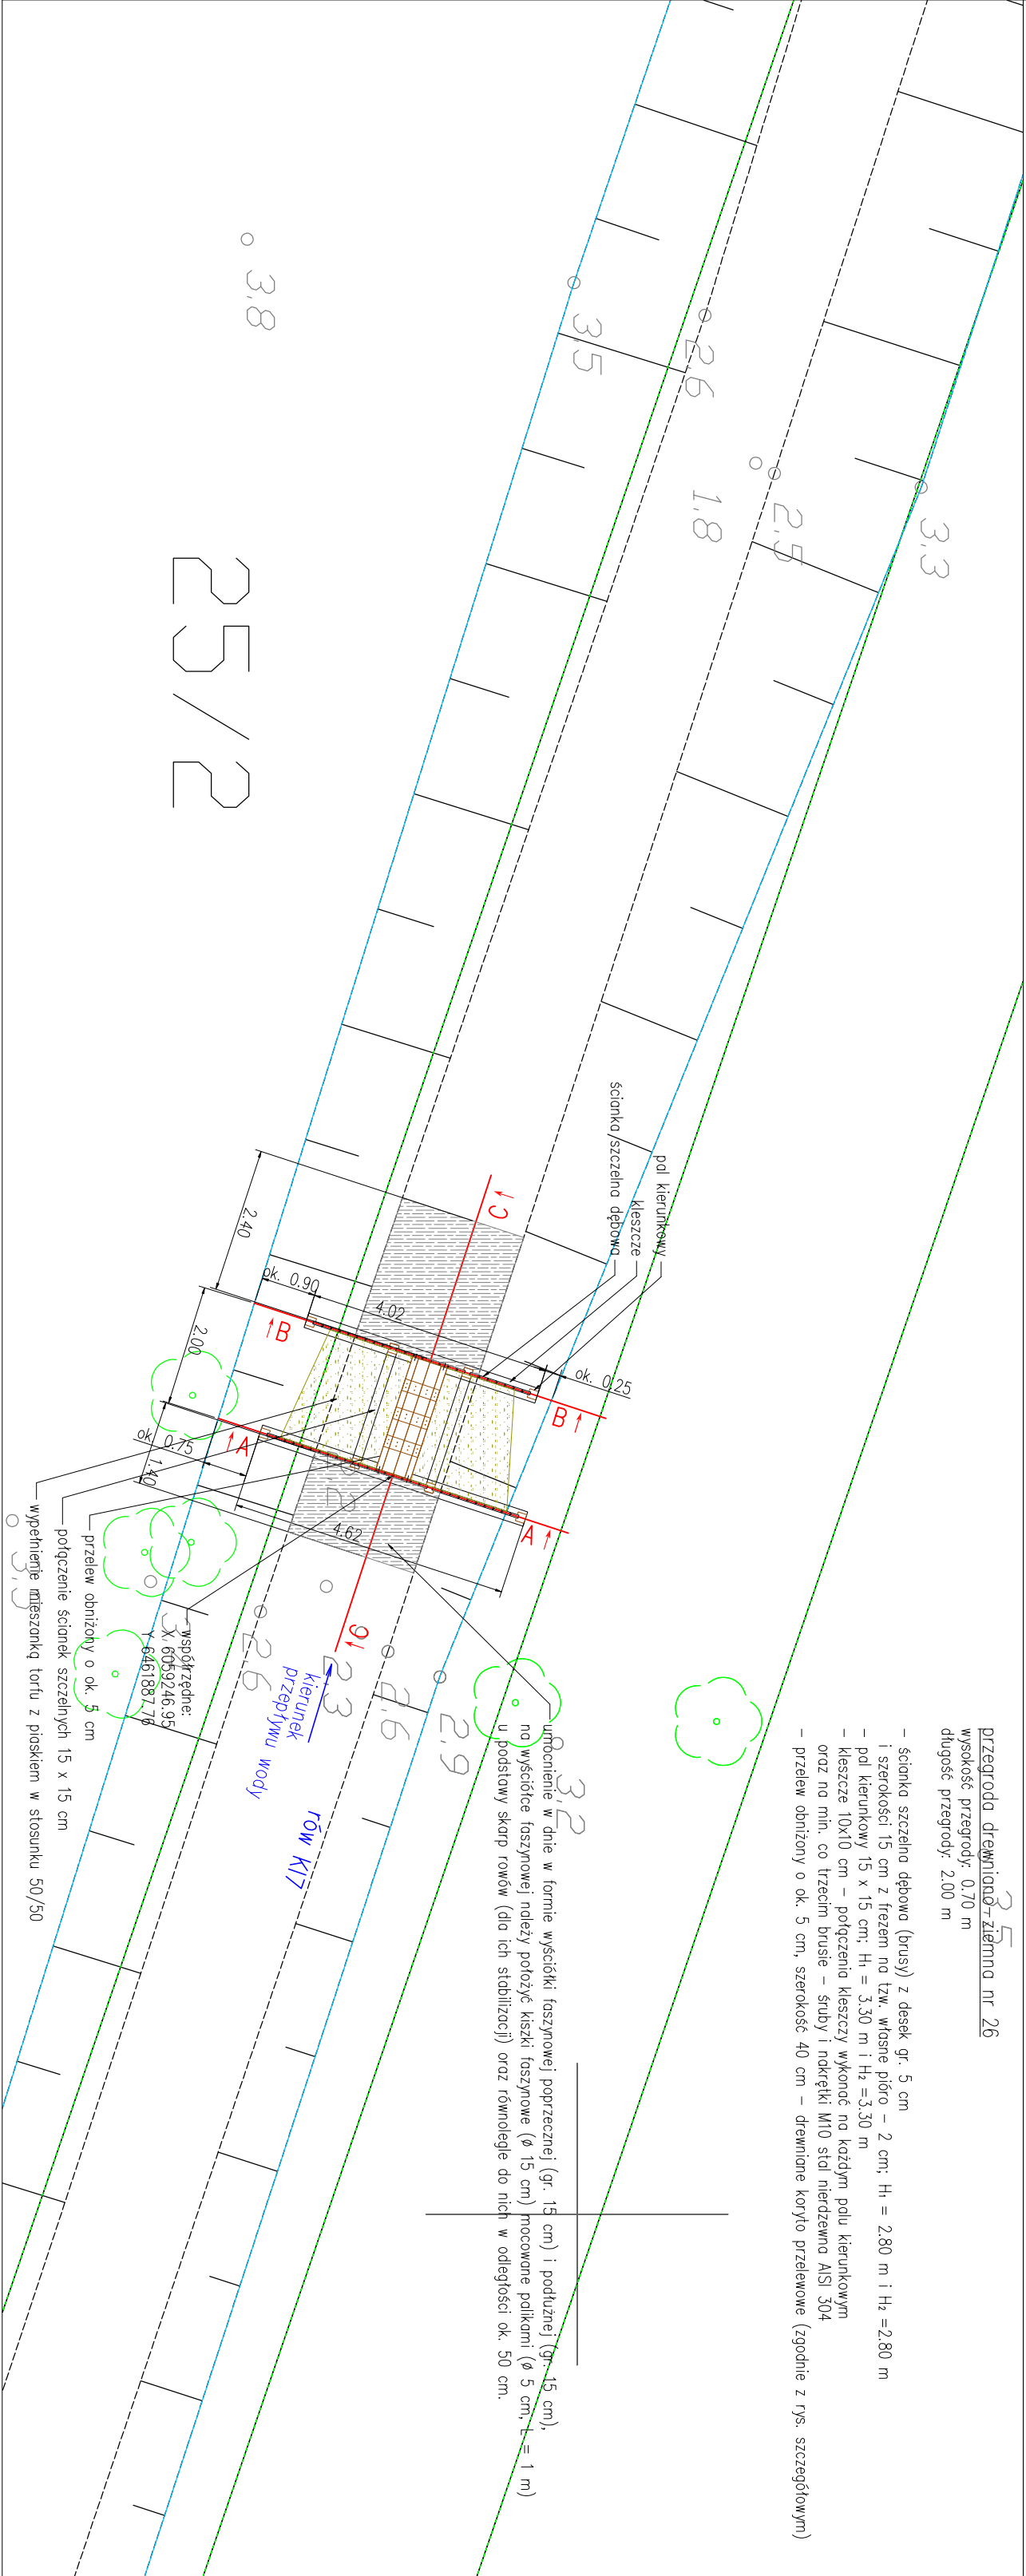 przegroda drewniano-ziemna nr 26
wysokość przegrody: 0.70 m
długość przegrody: 2.00 m
- ścianka szczelna dębowa (brusy) z desek gr. 5 cm
i szerokości 15 cm z frezem na tzw. własne pióro - 2 cm; H₁ = 2.80 m i H₂ =2.80 m
- pal kierunkowy 15 x 15 cm; H₁ = 3.30 m i H₂ =3.30 m
- kleszcze 10x10 cm - połączenia kleszczy wykonać na każdym palu kierunkowym
oraz na min. co trzecim brusie - śruby i nakrętki M10 stal nierdzewna AISI 304
- przelew obniżony o ok. 5 cm, szerokość 40 cm - drewniane koryto przelewowe (zgodnie z rys. szczegółowym)
3,5
3,3
2,5
1,8
2,6
3,5
3,8
25/2
pal kierunkowy
kleszcze
ścianka szczelna dębowa
C
B
B
A
A
2.40
2.00
1.40
ok. 0.90
4.02
ok. 0.25
ok. 0.75
4.62
umocnienie w dnie w formie wyściółki faszynowej poprzecznej (gr. 15 cm) i podłużnej (gr. 15 cm),
na wyściółce faszynowej należy położyć kiszki faszynowe (ø 15 cm) mocowane palikami (ø 5 cm, L = 1 m)
u podstawy skarp rowów (dla ich stabilizacji) oraz równolegle do nich w odległości ok. 50 cm.
3,2
2,9
2,6
2,3
2,6
kierunek
przepływu wody
rów K17
współrzędne:
X 6059246.95
Y 6461887.76
przelew obniżony o ok. 5 cm
połączenie ścianek szczelnych 15 x 15 cm
wypełnienie mieszanką torfu z piaskiem w stosunku 50/50